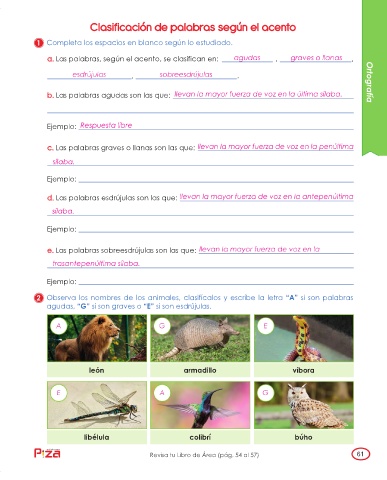 Clasificación de palabras según el acento
1 Completa los espacios en blanco según lo estudiado.
a. Las palabras, según el acento, se clasifican en: agudas , graves o llanas ,
esdrújulas , sobreesdrújulas .
b. Las palabras agudas son las que: llevan la mayor fuerza de voz en la última sílaba.
Ejemplo: Respuesta libre
c. Las palabras graves o llanas son las que: llevan la mayor fuerza de voz en la penúltima
sílaba.
Ejemplo:
d. Las palabras esdrújulas son las que: llevan la mayor fuerza de voz en la antepenúltima
sílaba.
Ejemplo:
e. Las palabras sobreesdrújulas son las que: llevan la mayor fuerza de voz en la
trasantepenúltima sílaba.
Ejemplo:
2 Observa los nombres de los animales, clasifícalos y escribe la letra “A” si son palabras
agudas, “G” si son graves o “E” si son esdrújulas.
A G E
león armadillo víbora
E A G
libélula colibrí búho
Revisa tu Libro de Área (pág. 54 al 57)
61
Ortografía